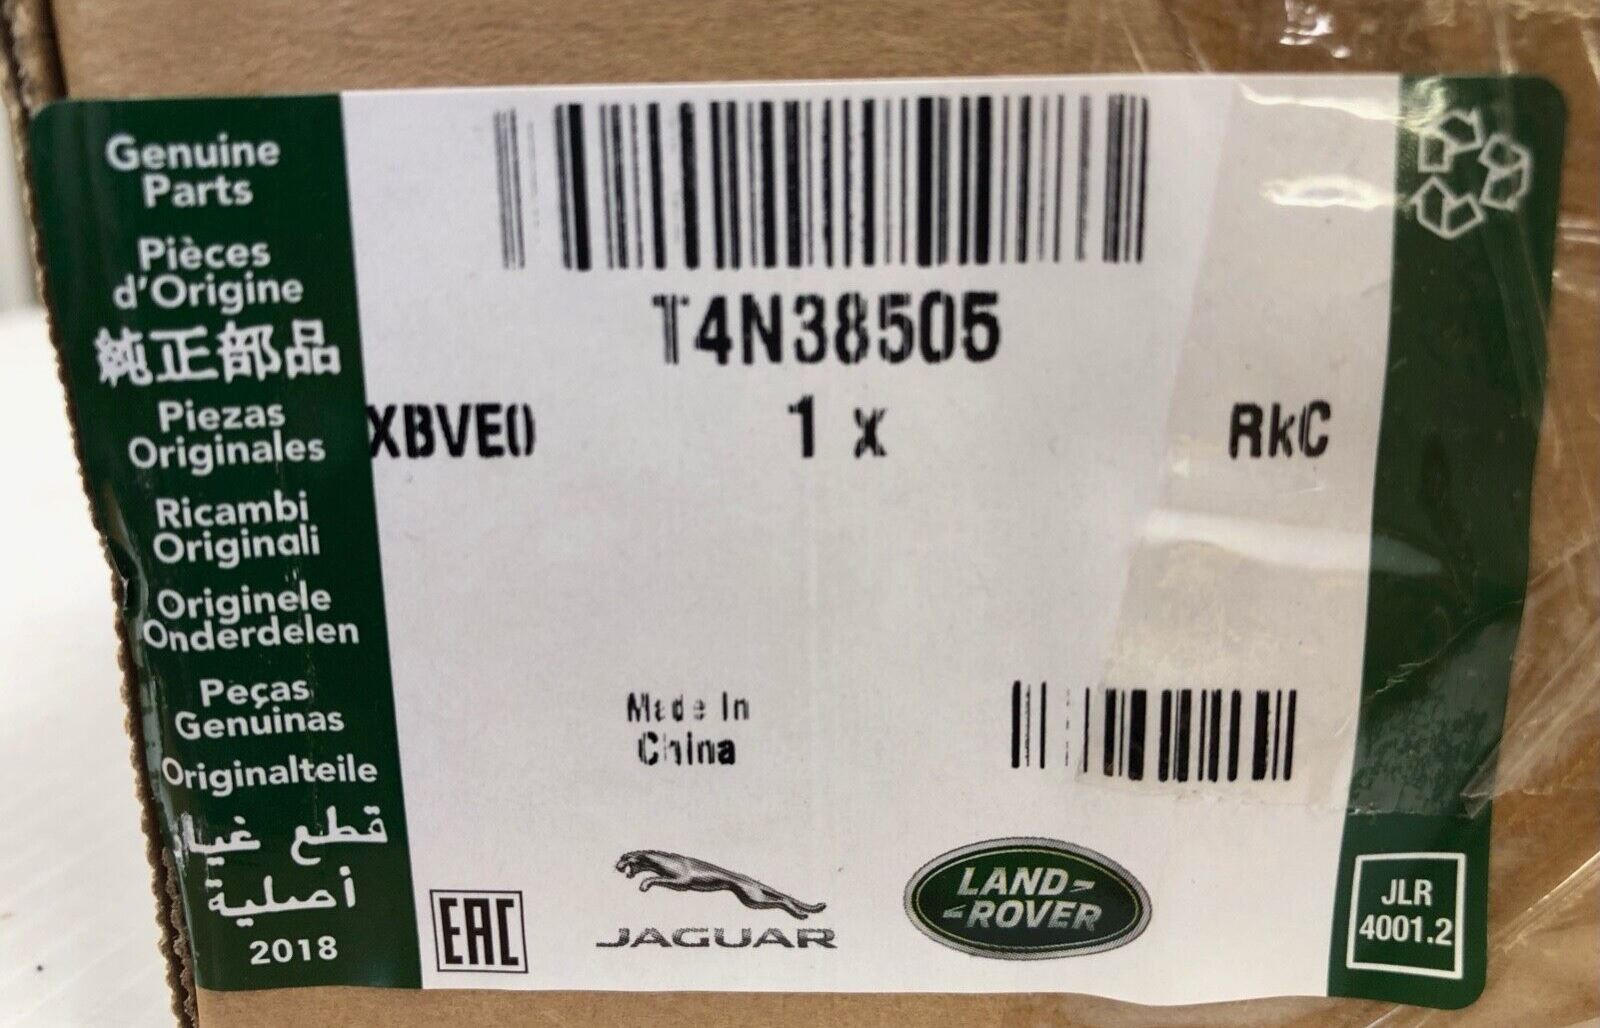 Genuine
Parts
Pièces
d'Origine
純正部品
Piezas
Originales
Ricambi
Originali
Originele
Onderdelen
Peças
Genuinas
Originalteile
قطع غيار
أصلية
2018
T4N38505
XBVE0
1 x
RkC
Made In
China
EAC
JAGUAR
LAND-
-ROVER
JLR
4001.2